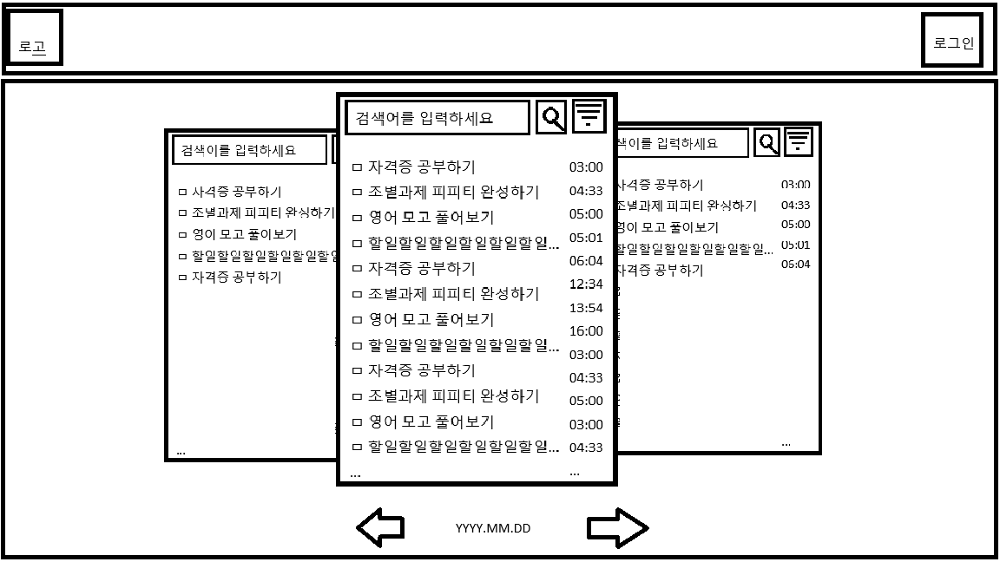 로고
로그인
검색어를 입력하세요
사격증 공부하기
조별과제 피피티 완성하기
영어 모고 풀이보기
할일할일할일할일할일할일
자격증 공부하기
...
검색어를 입력하세요
자격증 공부하기 03:00
조별과제 피피티 완성하기 04:33
영어 모고 풀어보기 05:00
할일할일할일할일할일할일... 05:01
자격증 공부하기 06:04
조별과제 피피티 완성하기 12:34
영어 모고 풀어보기 13:54
할일할일할일할일할일할일... 16:00
자격증 공부하기 03:00
조별과제 피피티 완성하기 04:33
영어 모고 풀어보기 05:00
할일할일할일할일할일할일... 03:00
04:33
... ...
색어를 입력하세요
자격증 공부하기 03:00
조별과제 피피티 완성하기 04:33
영어 모고 풀이보기 05:00
할일할일할일할일할일할일... 05:01
자격증 공부하기 06:04
...
YYYY.MM.DD